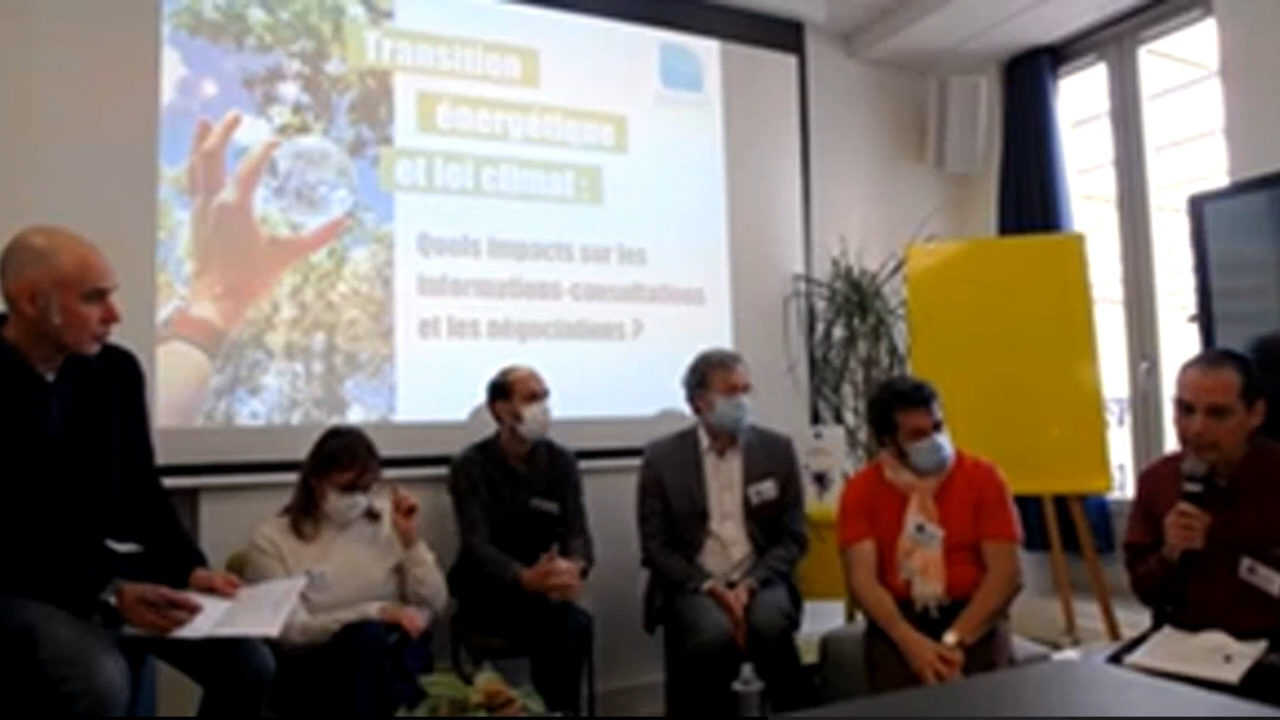 Transition
énergétique
et loi climat :
Quels impacts sur les
informations-consultations
et les négociations ?